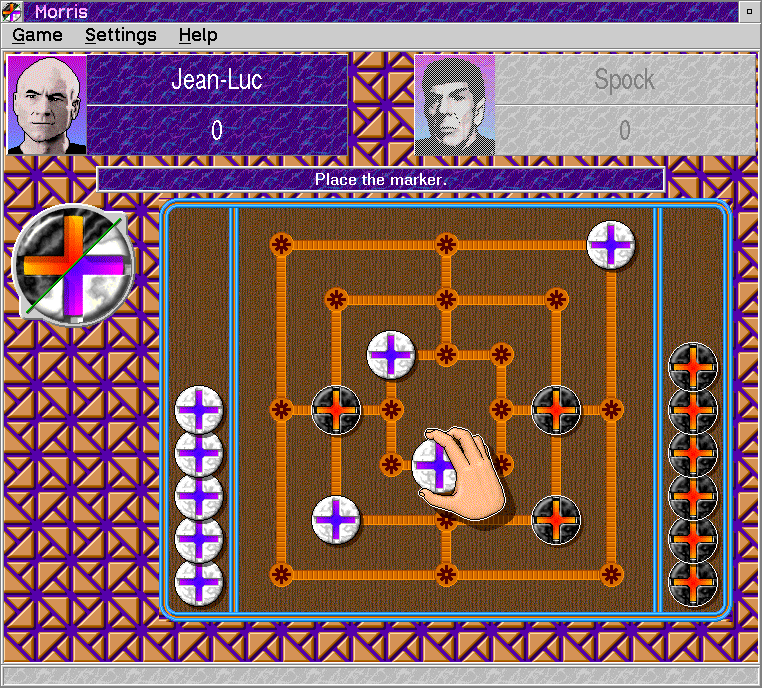 Morris
Game Settings Help
Jean-Luc
0
Spock
0
Place the marker.